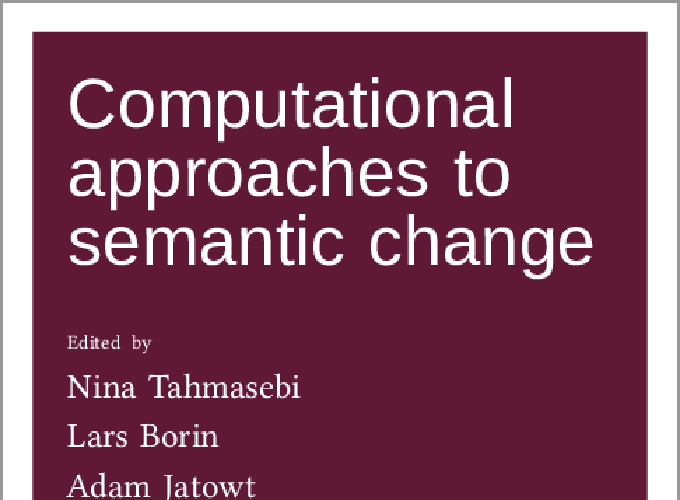 Computational
approaches to
semantic change
Edited by
Nina Tahmasebi
Lars Borin
Adam Jatowt